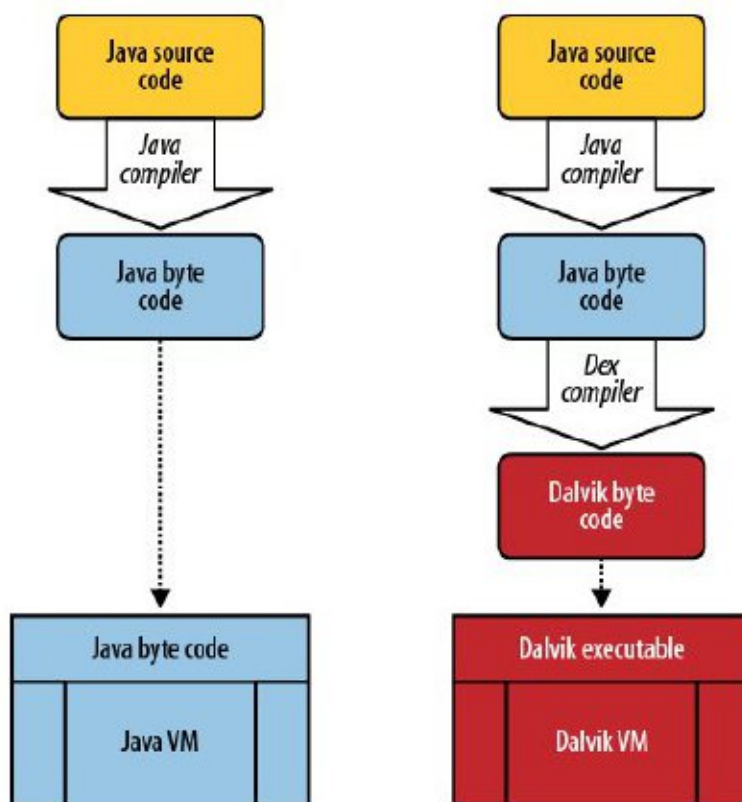 Java source
code
Java
compiler
Java byte
code
Java byte code
Java VM
Java source
code
Java
compiler
Java byte
code
Dex
compiler
Dalvik byte
code
Dalvik executable
Dalvik VM